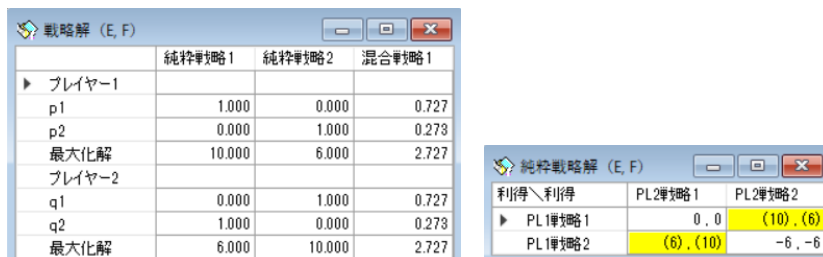 戦略解 (E, F)
純粋戦略1 純粋戦略2 混合戦略1
プレイヤー1
p1 1.000 0.000 0.727
p2 0.000 1.000 0.273
最大化解 10.000 6.000 2.727
プレイヤー2
q1 0.000 1.000 0.727
q2 1.000 0.000 0.273
最大化解 6.000 10.000 2.727
純粋戦略解 (E, F)
利得＼利得 PL2戦略1 PL2戦略2
PL1戦略1 0 , 0 (10) , (6)
PL1戦略2 (6) , (10) -6 , -6